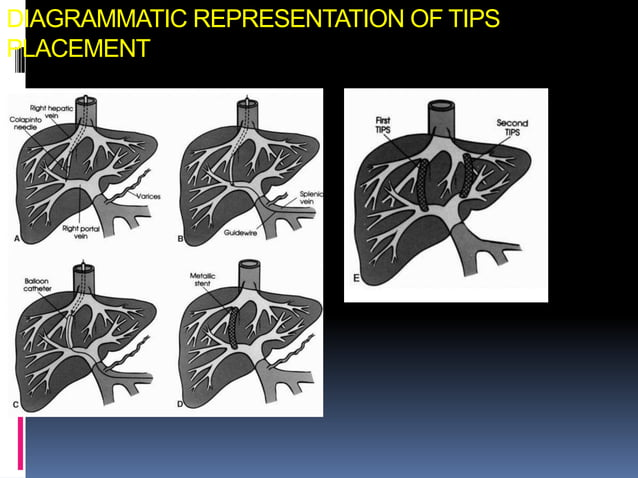 DIAGRAMMATIC REPRESENTATION OF TIPS
PLACEMENT
Right hepatic
vein
Colapinto
needle
Varices
Right portal
vein
A
Splenic
vein
Guidewire
B
Balloon
catheter
C
Metallic
stent
D
First
TIPS
Second
TIPS
E